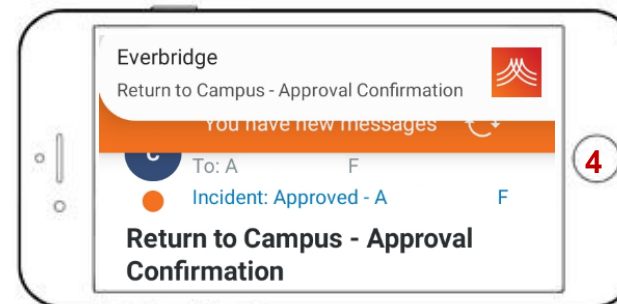 Everbridge
Return to Campus - Approval Confirmation
You have new messages
C
To: A F
Incident: Approved - A F
Return to Campus - Approval
Confirmation
4